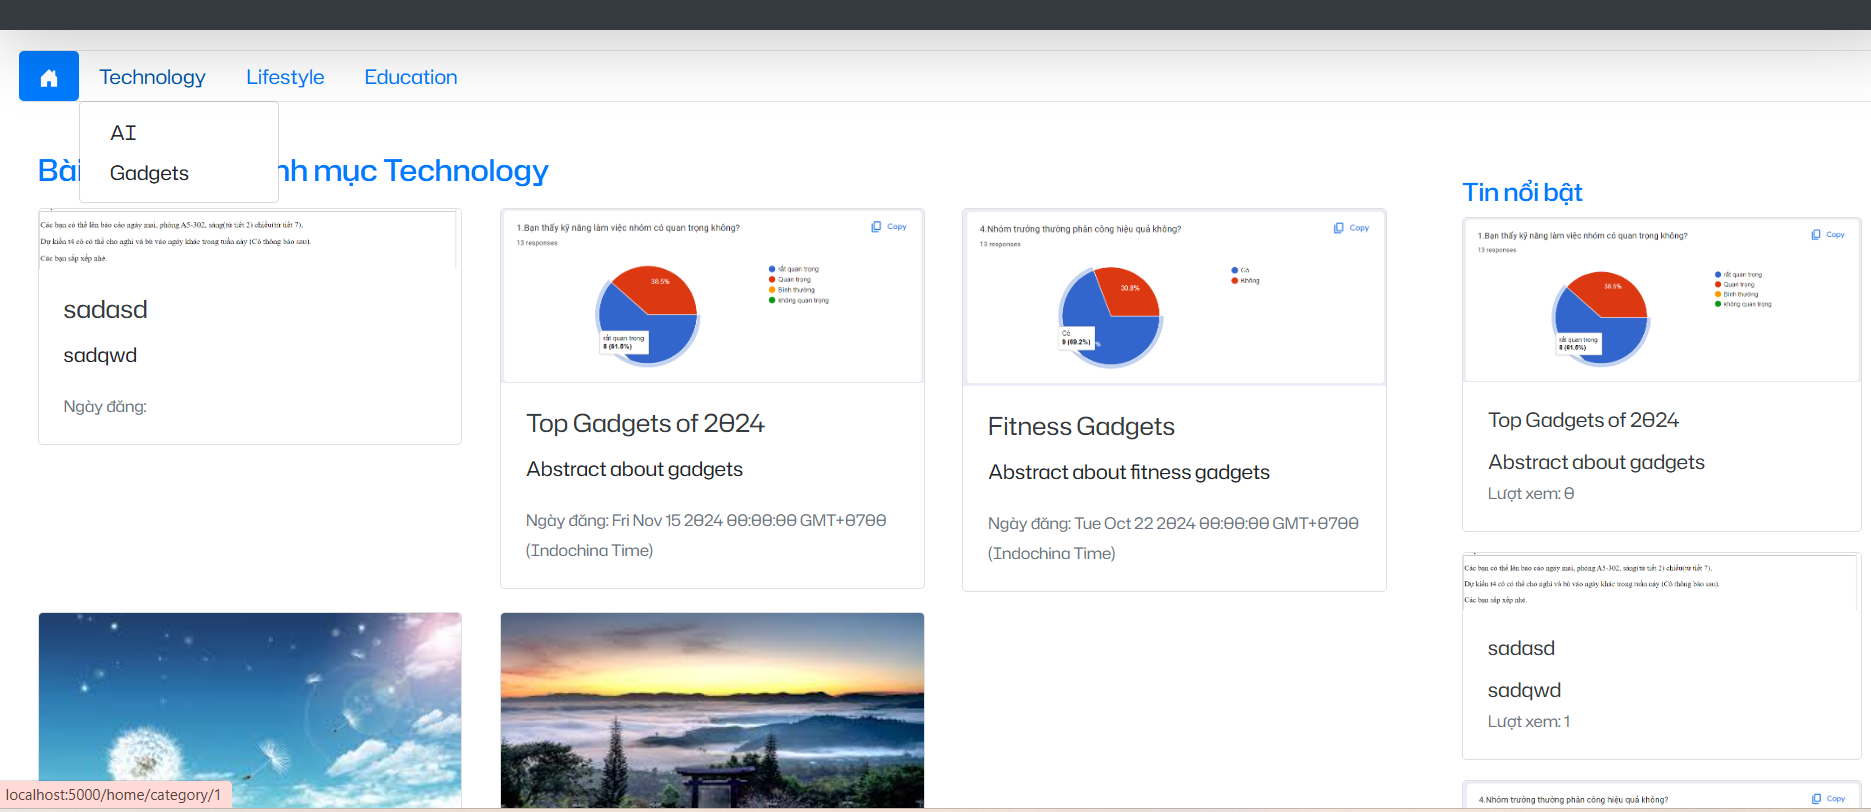 Technology
Lifestyle
Education
AI
Gadgets
Bài
nh mục Technology
Các bạn có thể lên báo cáo ngày mai, phòng A5-302, sáng(từ tiết 2) chiều(từ tiết 7),
Dự kiến t4 cô có thể cho nghỉ và bù vào ngày khác trong tuần này (Cô thông báo sau).
Các bạn sắp xếp nhé.
sadasd
sadqwd
Ngày đăng:
1.Bạn thấy kỹ năng làm việc nhóm có quan trọng không?
Copy
13 responses
38.5%
rất quan trọng
Quan trọng
Bình thường
không quan trọng
rất quan trọng
8 (61.5%)
Top Gadgets of 2024
Abstract about gadgets
Ngày đăng: Fri Nov 15 2024 00:00:00 GMT+0700
(Indochina Time)
4.Nhóm trưởng thường phân công hiệu quả không?
Copy
13 responses
30.8%
Có
Không
Có
9 (69.2%)
Fitness Gadgets
Abstract about fitness gadgets
Ngày đăng: Tue Oct 22 2024 00:00:00 GMT+0700
(Indochina Time)
Tin nổi bật
1.Bạn thấy kỹ năng làm việc nhóm có quan trọng không?
Copy
13 responses
38.5%
rất quan trọng
Quan trọng
Bình thường
không quan trọng
rất quan trọng
8 (61.5%)
Top Gadgets of 2024
Abstract about gadgets
Lượt xem: 0
Các bạn có thể lên báo cáo ngày mai, phòng A5-302, sáng(từ tiết 2) chiều(từ tiết 7),
Dự kiến t4 cô có thể cho nghỉ và bù vào ngày khác trong tuần này (Cô thông báo sau).
Các bạn sắp xếp nhé.
sadasd
sadqwd
Lượt xem: 1
4.Nhóm trưởng thường phân công hiệu quả không?
Copy
localhost:5000/home/category/1